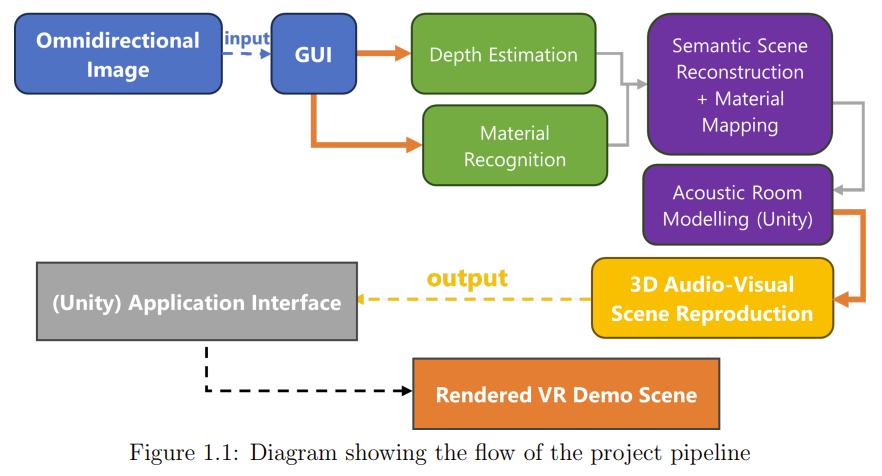 Omnidirectional
Image
input
GUI
Depth Estimation
Material
Recognition
Semantic Scene
Reconstruction
+ Material
Mapping
Acoustic Room
Modelling (Unity)
3D Audio-Visual
Scene Reproduction
output
(Unity) Application Interface
Rendered VR Demo Scene
Figure 1.1: Diagram showing the flow of the project pipeline